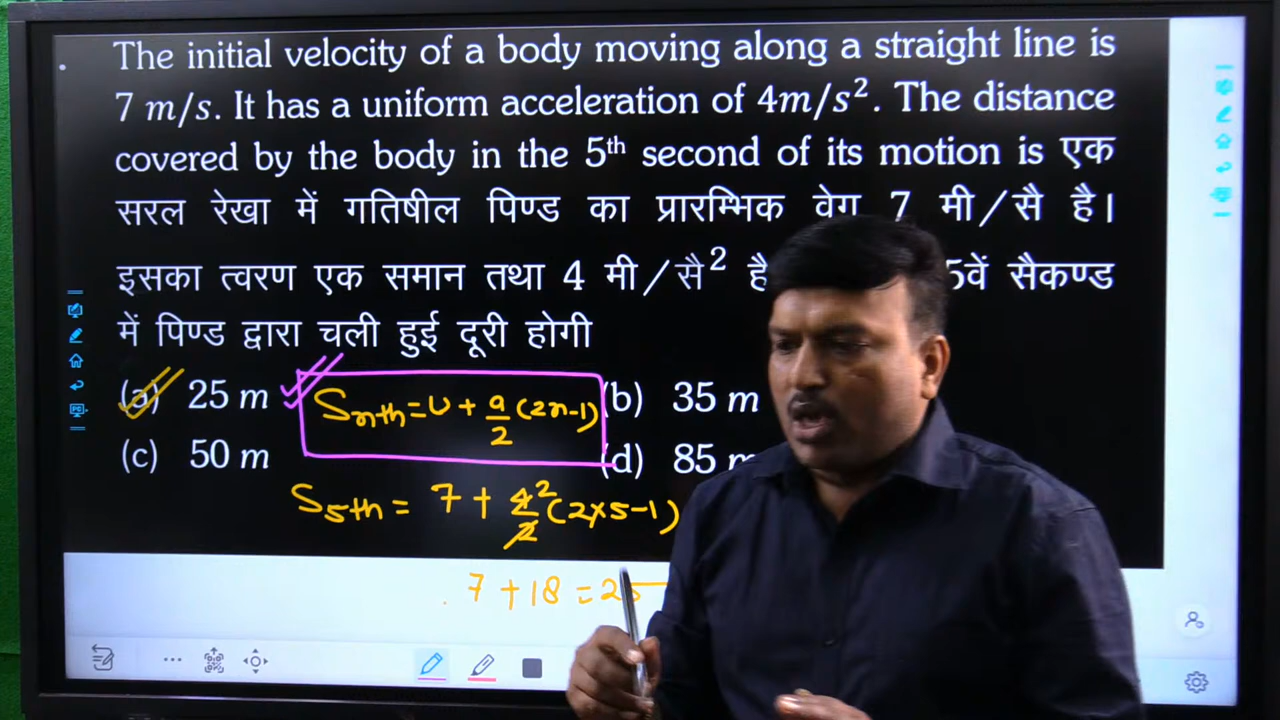 . The initial velocity of a body moving along a straight line is
7 m/s. It has a uniform acceleration of 4m/s². The distance
covered by the body in the 5th second of its motion is एक
सरल रेखा में गतिषील पिण्ड का प्रारम्भिक वेग 7 मी/सै है।
इसका त्वरण एक समान तथा 4 मी/सै² है 5वें सैकण्ड
में पिण्ड द्वारा चली हुई दूरी होगी
(a) 25 m (b) 35 m
(c) 50 m (d) 85 m
Snth = u + a/2 (2n-1)
S5th = 7 + 4/2 2 (2×5-1)
7 + 18 = 25